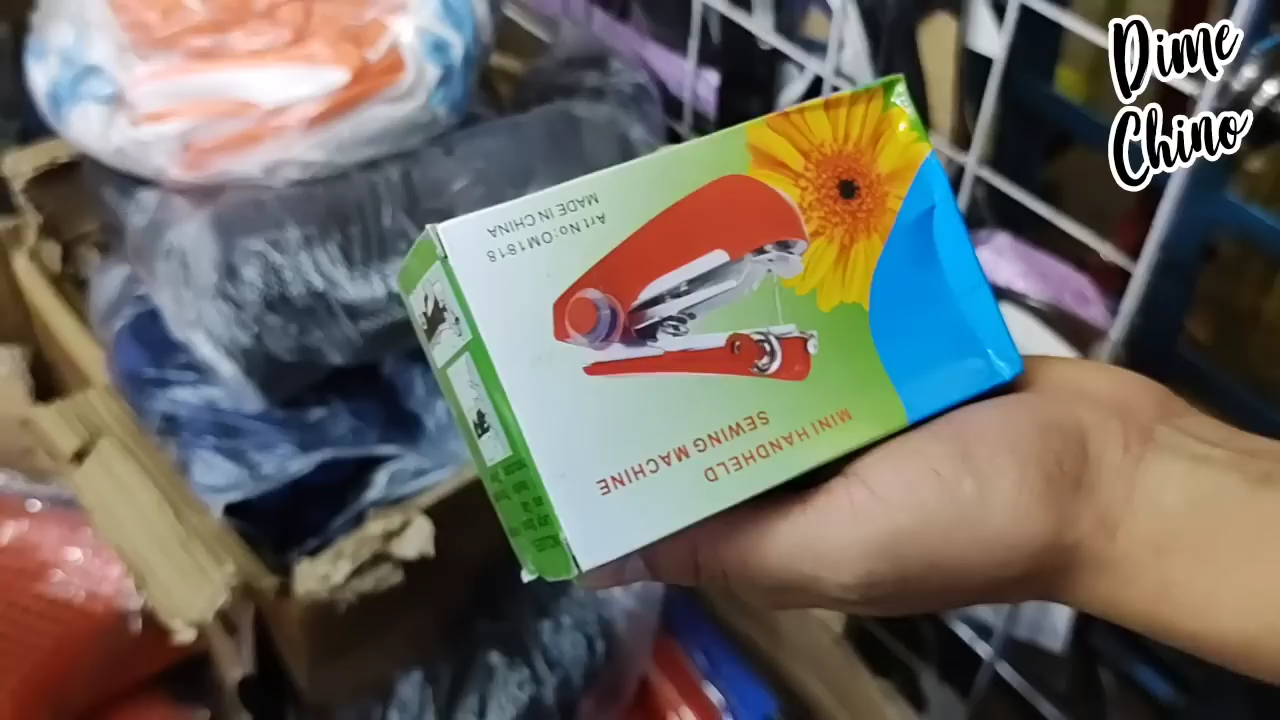 Dime
Chino
MINI HANDHELD
SEWING MACHINE
Art.No:OM1818
MADE IN CHINA